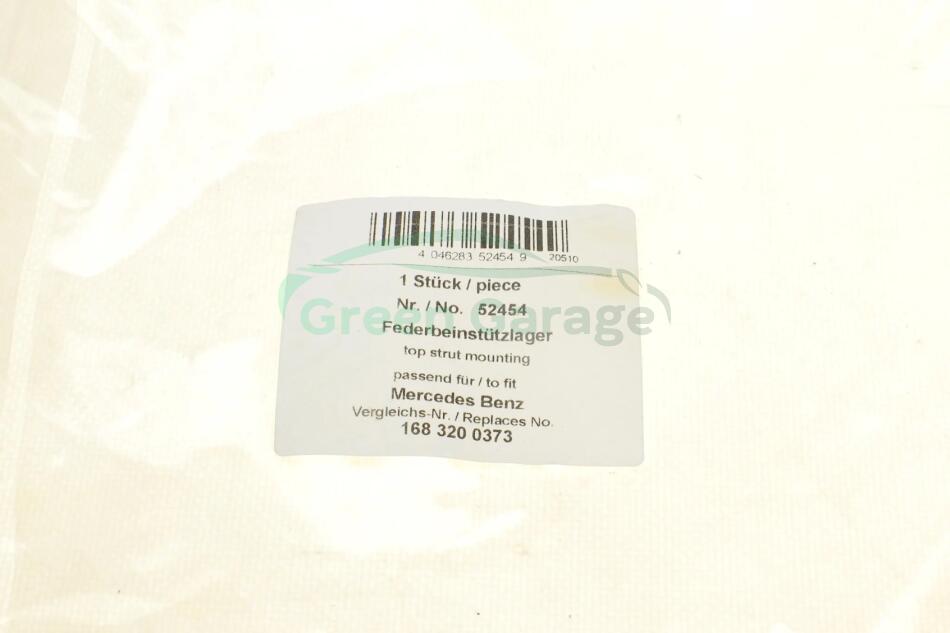 4 046283 52454 9 20510
1 Stück / piece
Nr. / No. 52454
Green Garage
Federbeinstützlager
top strut mounting
passend für / to fit
Mercedes Benz
Vergleichs-Nr. / Replaces No.
168 320 0373